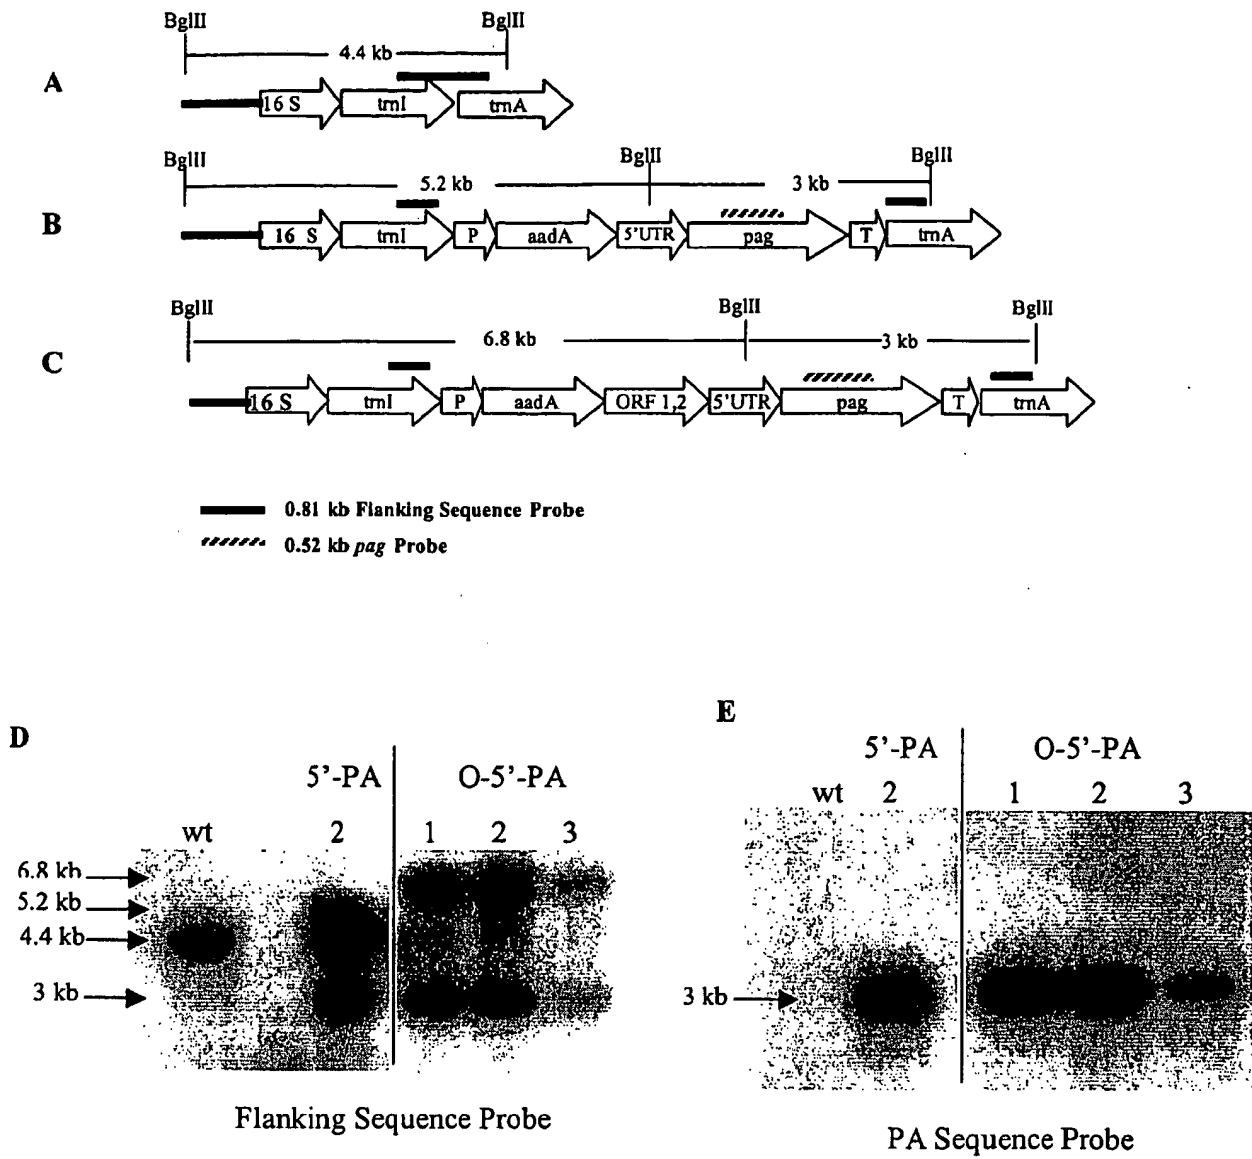 BglII BglII
4.4 kb
A
16 S trnI trnA
BglII BglII BglII
5.2 kb 3 kb
B
16 S trnI P aadA 5'UTR pag T trnA
BglII BglII BglII
6.8 kb 3 kb
C
16 S trnI P aadA ORF 1,2 5'UTR pag T trnA
0.81 kb Flanking Sequence Probe
0.52 kb pag Probe
D
5'-PA O-5'-PA
wt 2 1 2 3
6.8 kb
5.2 kb
4.4 kb
3 kb
Flanking Sequence Probe
E
5'-PA O-5'-PA
wt 2 1 2 3
3 kb
PA Sequence Probe